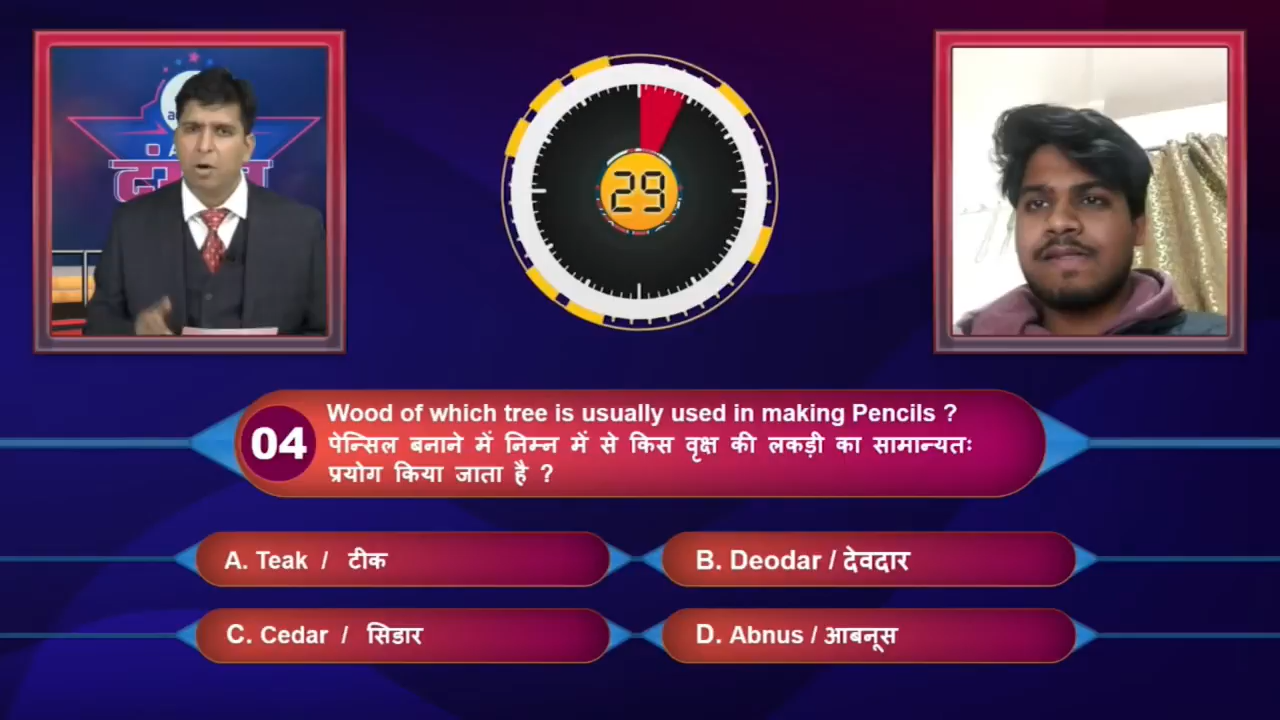 29
04
Wood of which tree is usually used in making Pencils ?
पेन्सिल बनाने में निम्न में से किस वृक्ष की लकड़ी का सामान्यतः
प्रयोग किया जाता है ?
A. Teak / टीक
B. Deodar / देवदार
C. Cedar / सिडार
D. Abnus / आबनूस